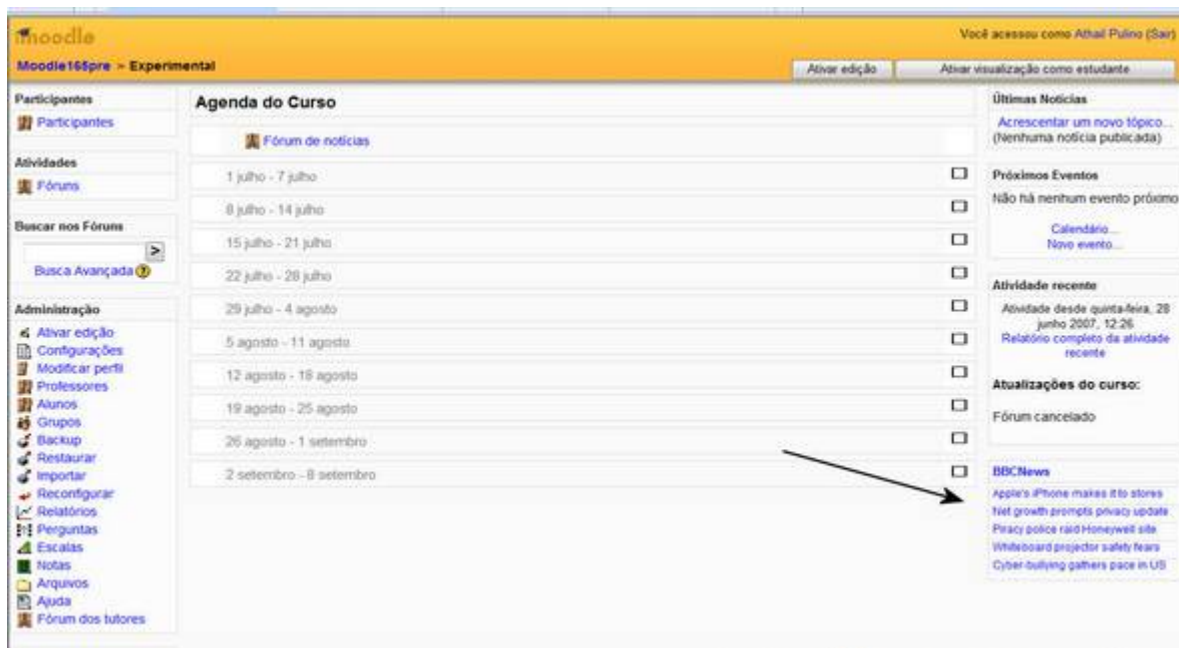 moodle
Você acessou como Athail Pulino (Sair)
Moodle165pre » Experimental
Ativar edição
Ativar visualização como estudante
Participantes
Participantes
Atividades
Fóruns
Buscar nos Fóruns
>
Busca Avançada ?
Administração
Ativar edição
Configurações
Modificar perfil
Professores
Alunos
Grupos
Backup
Restaurar
Importar
Reconfigurar
Relatórios
Perguntas
Escalas
Notas
Arquivos
Ajuda
Fórum dos tutores
Agenda do Curso
Fórum de notícias
1 julho - 7 julho
8 julho - 14 julho
15 julho - 21 julho
22 julho - 28 julho
29 julho - 4 agosto
5 agosto - 11 agosto
12 agosto - 18 agosto
19 agosto - 25 agosto
26 agosto - 1 setembro
2 setembro - 8 setembro
Últimas Notícias
Acrescentar um novo tópico...
(Nenhuma notícia publicada)
Próximos Eventos
Não há nenhum evento próximo
Calendário...
Novo evento...
Atividade recente
Atividade desde quinta-feira, 28
junho 2007, 12:26
Relatório completo da atividade
recente
Atualizações do curso:
Fórum cancelado
BBCNews
Apple's iPhone makes it to stores
Net growth prompts privacy update
Piracy police raid Honeywell site
Whiteboard projector safety fears
Cyber-bullying gathers pace in US